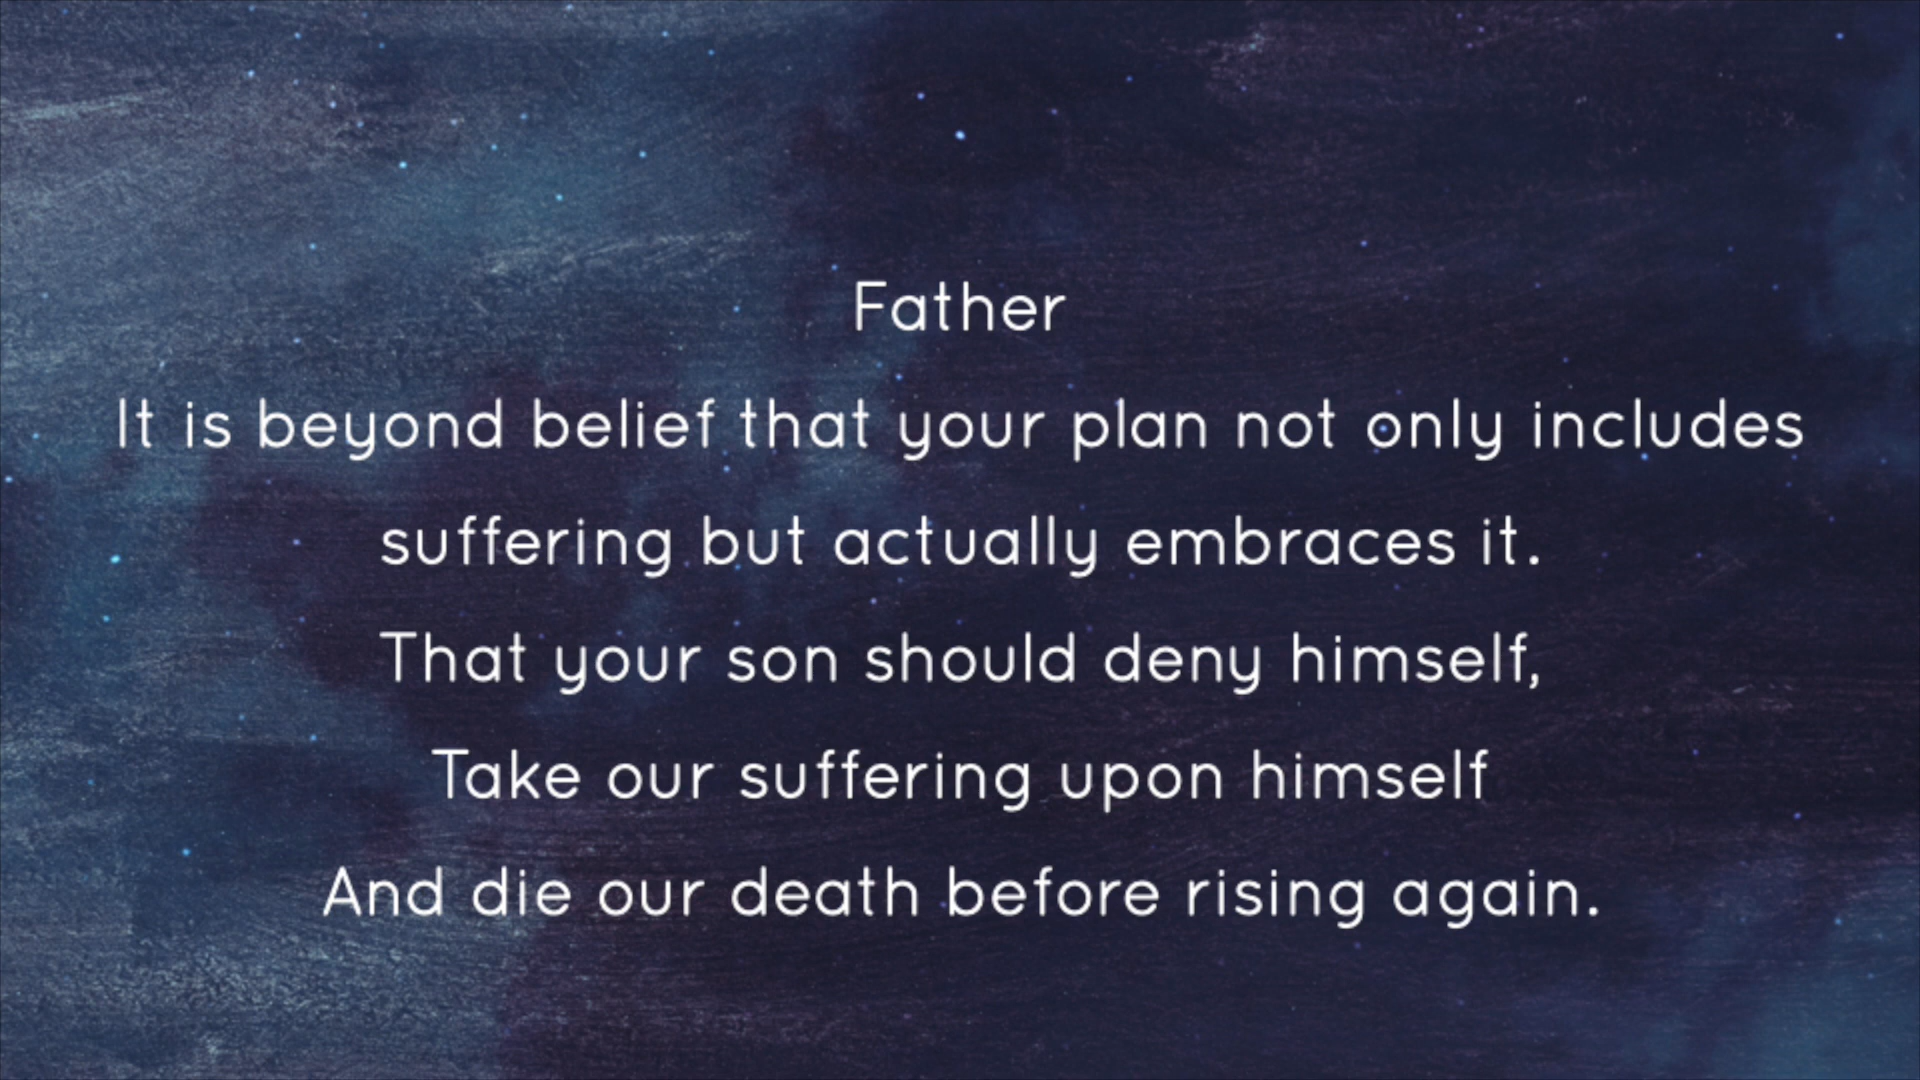 Father
It is beyond belief that your plan not only includes
suffering but actually embraces it.
That your son should deny himself,
Take our suffering upon himself
And die our death before rising again.